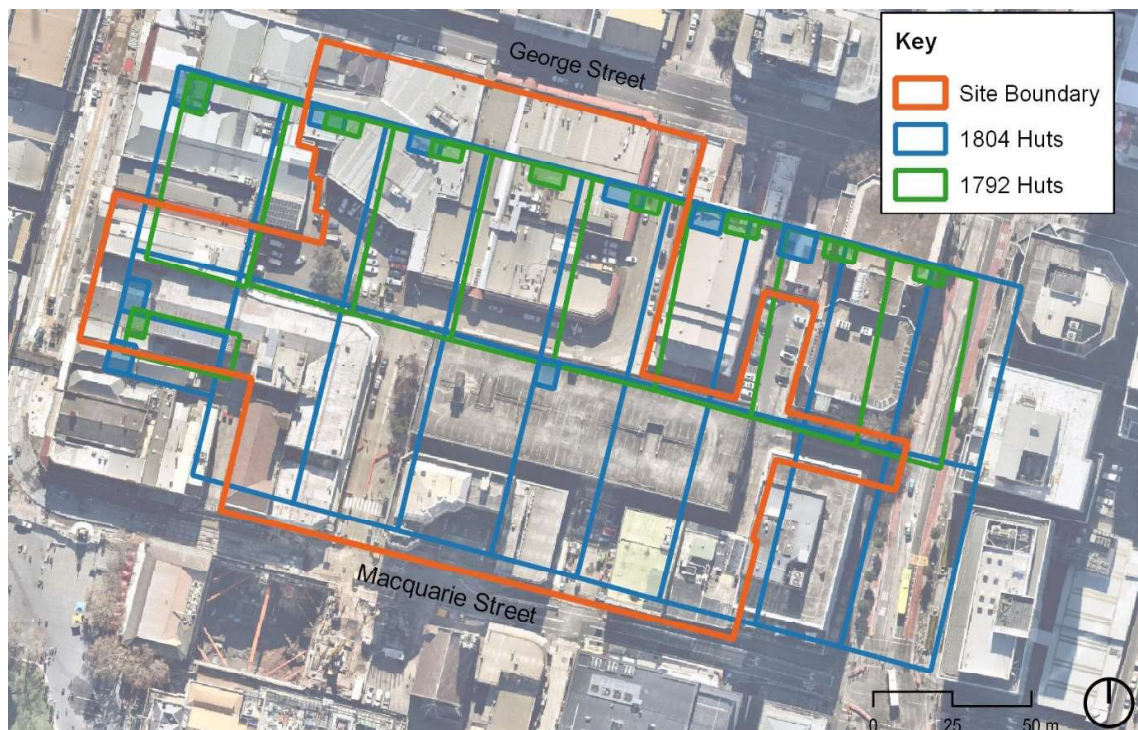 George Street
Key
Site Boundary
1804 Huts
1792 Huts
Macquarie Street
0 25 50 m